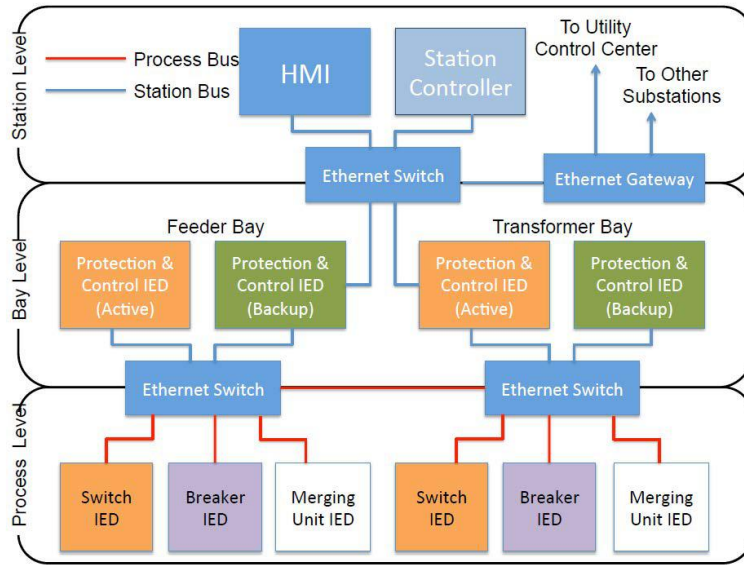 Station Level
Process Bus
Station Bus
HMI
Station
Controller
To Utility
Control Center
To Other
Substations
Ethernet Switch
Ethernet Gateway
Bay Level
Feeder Bay
Transformer Bay
Protection &
Control IED
(Active)
Protection &
Control IED
(Backup)
Protection &
Control IED
(Active)
Protection &
Control IED
(Backup)
Ethernet Switch
Ethernet Switch
Process Level
Switch
IED
Breaker
IED
Merging
Unit IED
Switch
IED
Breaker
IED
Merging
Unit IED